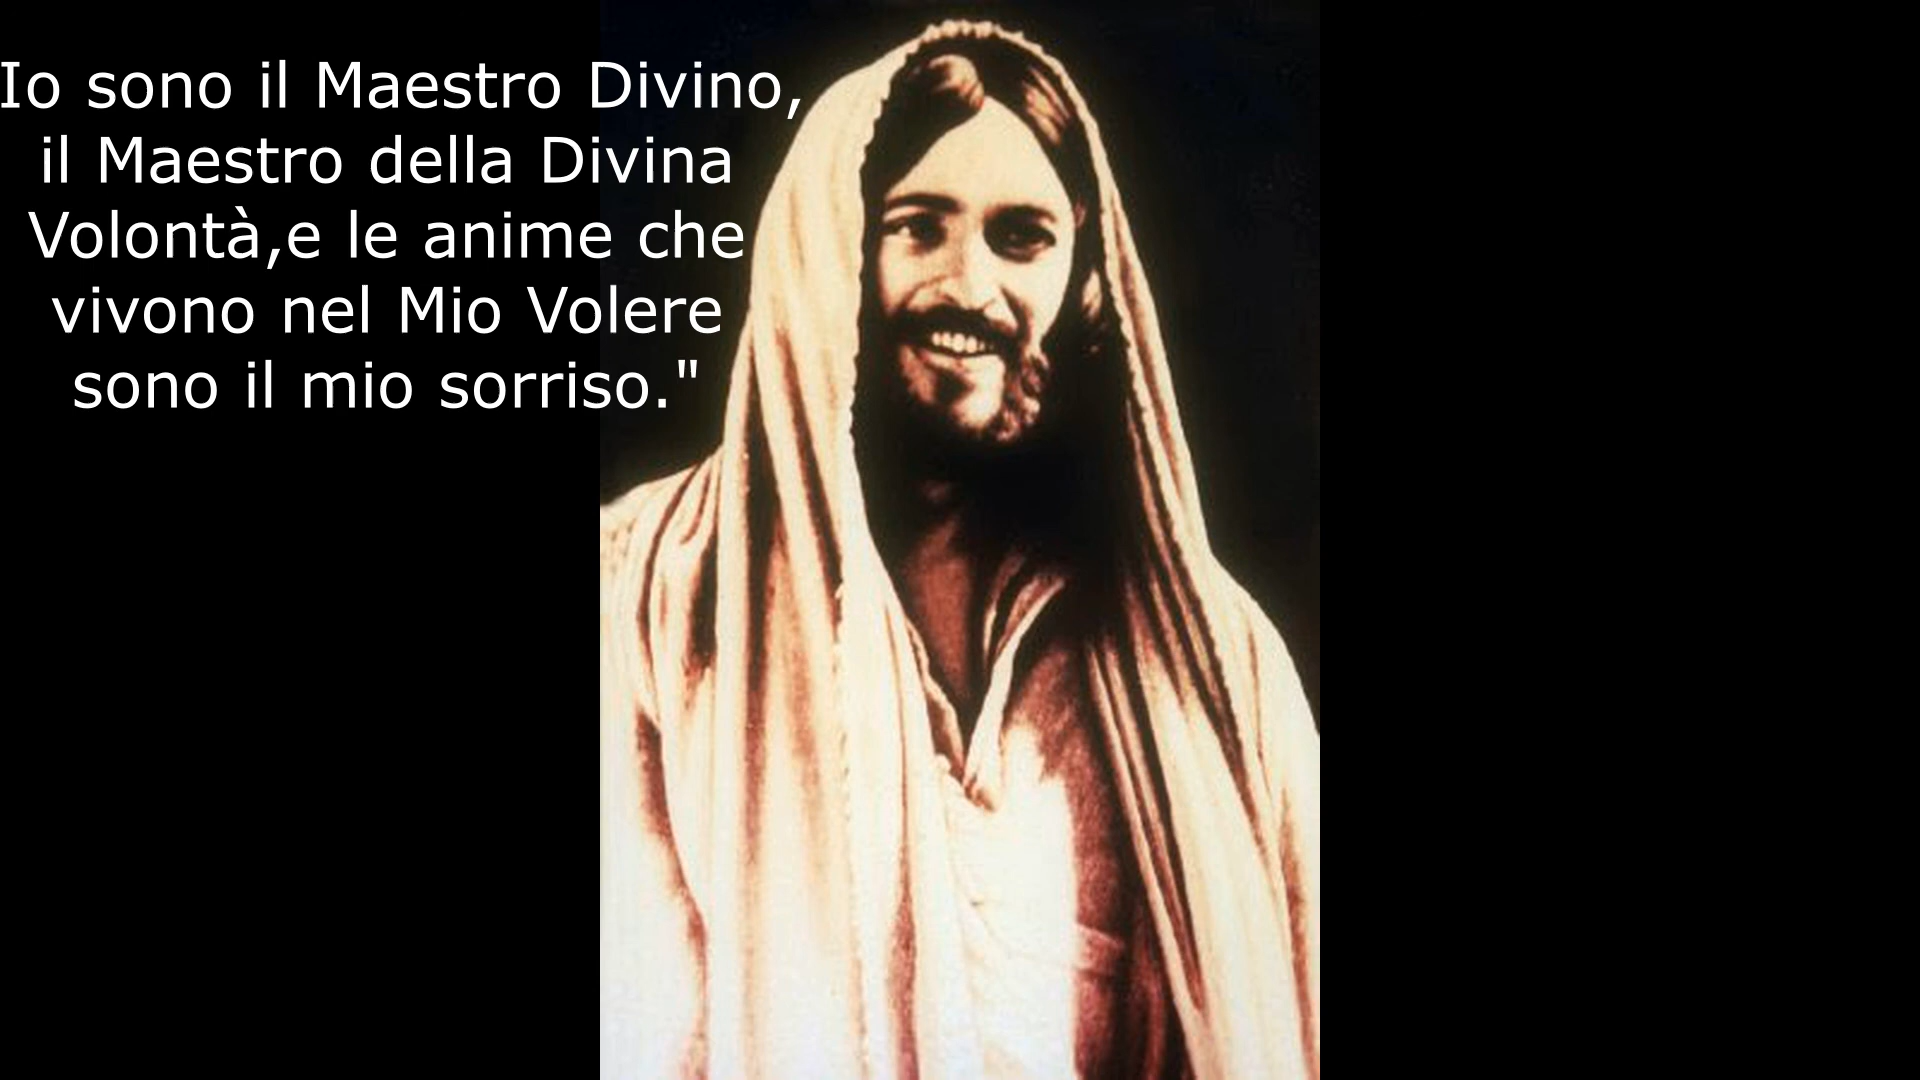 Io sono il Maestro Divino,
il Maestro della Divina
Volontà,e le anime che
vivono nel Mio Volere
sono il mio sorriso."